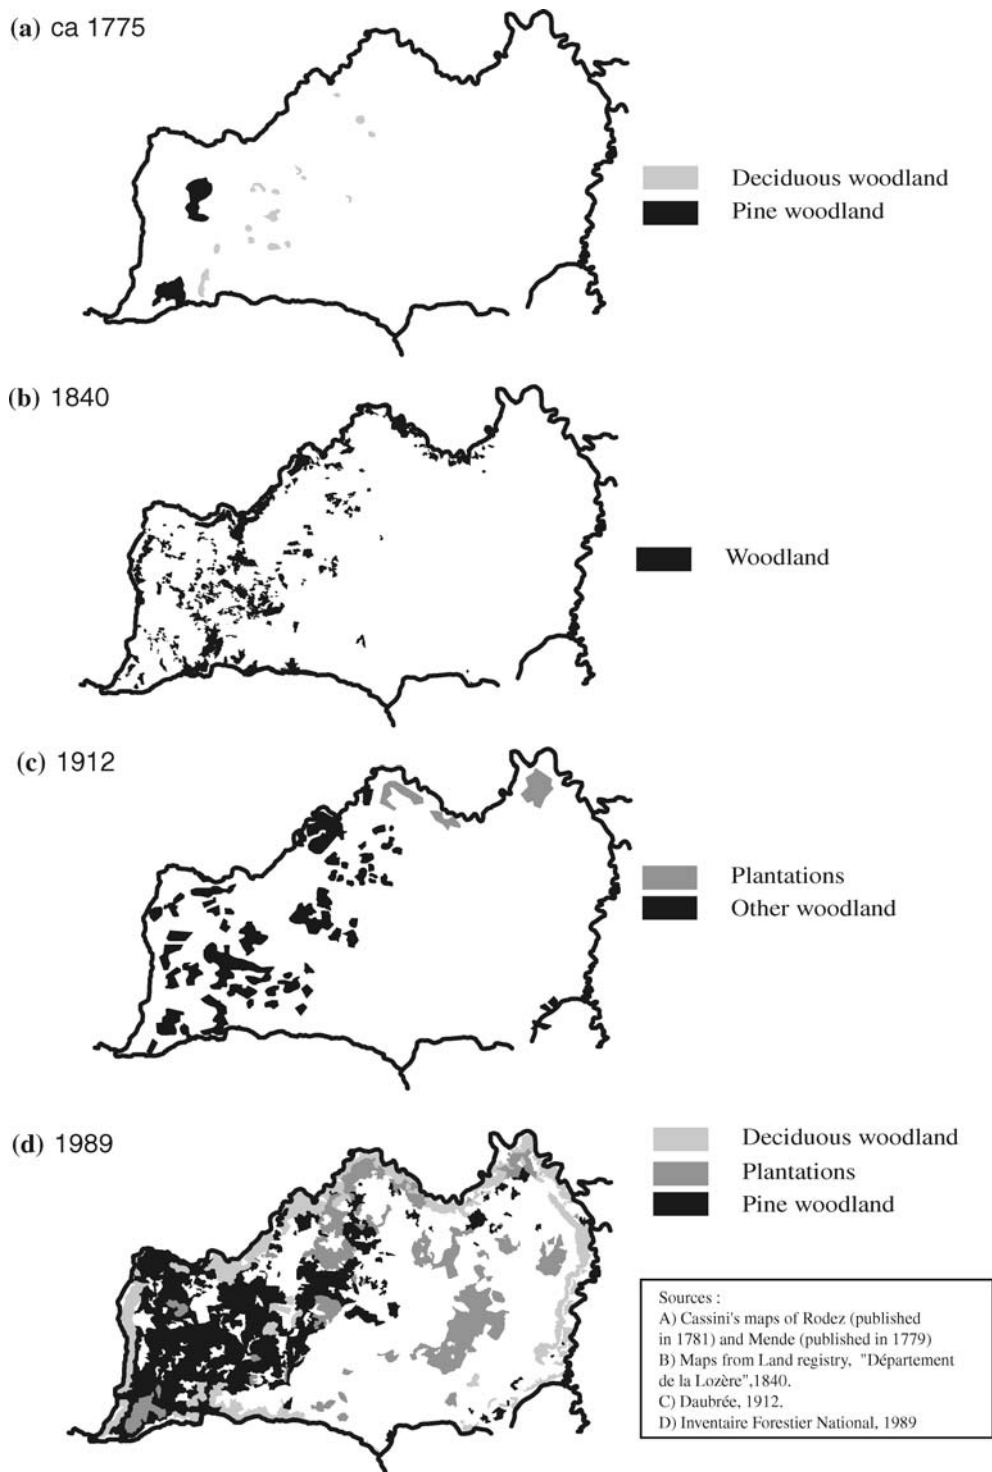 (a) ca 1775
Deciduous woodland
Pine woodland
(b) 1840
Woodland
(c) 1912
Plantations
Other woodland
(d) 1989
Deciduous woodland
Plantations
Pine woodland
Sources :
A) Cassini's maps of Rodez (published
in 1781) and Mende (published in 1779)
B) Maps from Land registry, "Département
de la Lozère",1840.
C) Daubrée, 1912.
D) Inventaire Forestier National, 1989